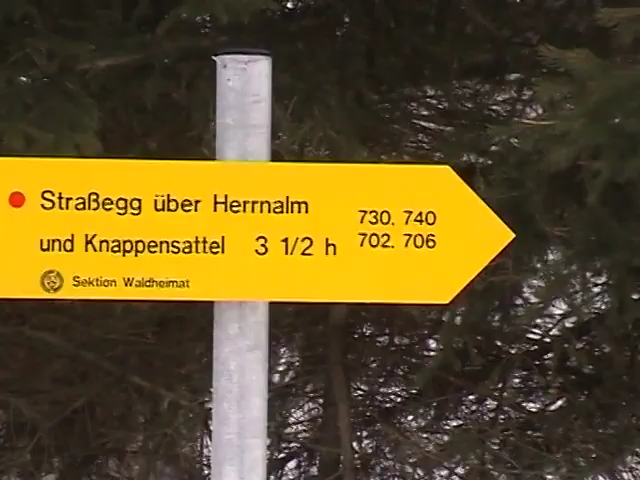 Straßegg über Herrnalm
und Knappensattel 3 1/2 h
730. 740
702. 706
Sektion Waldheimat